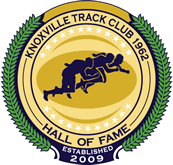 KNOXVILLE TRACK CLUB 1962
HALL OF FAME
ESTABLISHED
2009